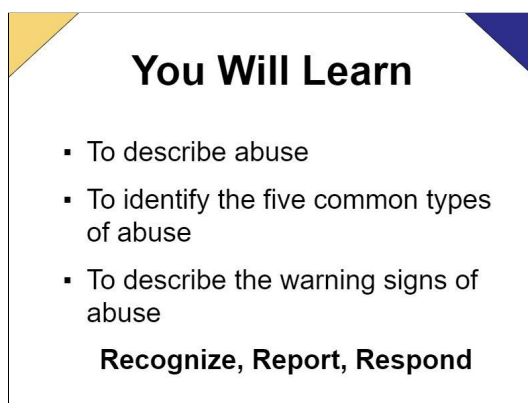 You Will Learn
▪ To describe abuse
▪ To identify the five common types
of abuse
▪ To describe the warning signs of
abuse
Recognize, Report, Respond